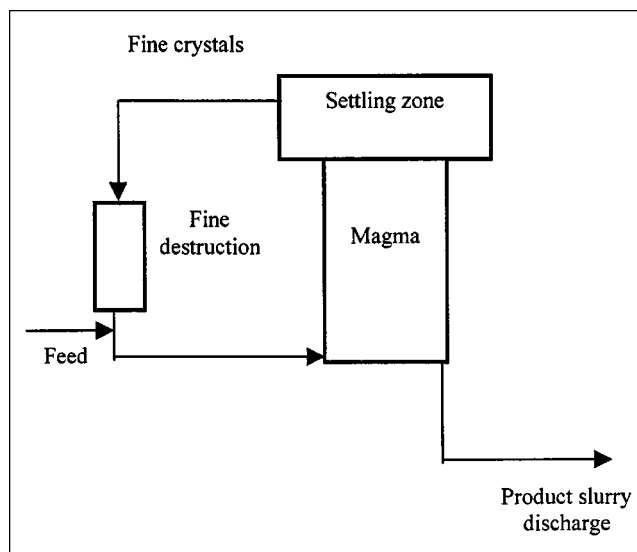 Fine crystals
Settling zone
Fine
destruction
Magma
Feed
Product slurry
discharge